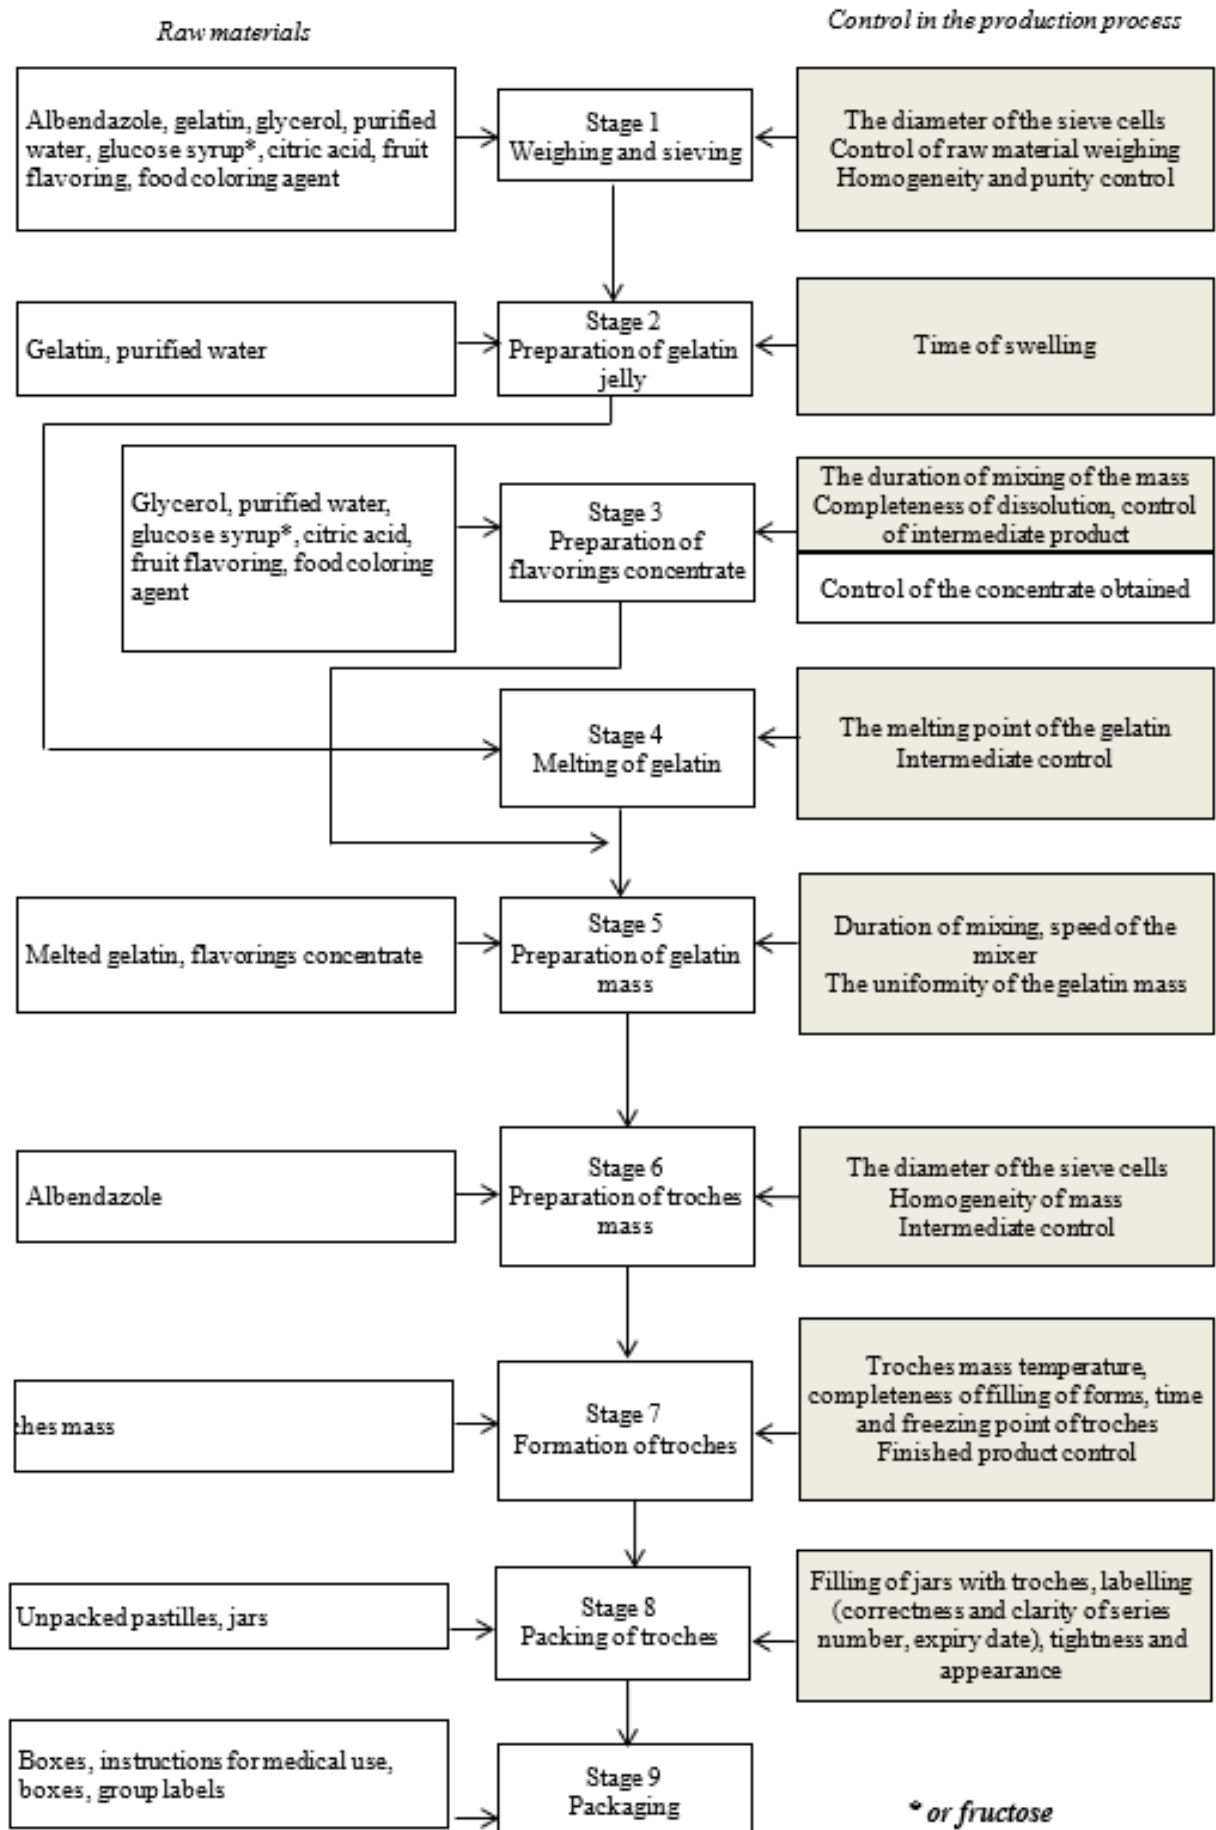 Raw materials
Control in the production process
Albendazole, gelatin, glycerol, purified
water, glucose syrup*, citric acid, fruit
flavoring, food coloring agent
Stage 1
Weighing and sieving
The diameter of the sieve cells
Control of raw material weighing
Homogeneity and purity control
Gelatin, purified water
Stage 2
Preparation of gelatin
jelly
Time of swelling
Glycerol, purified water,
glucose syrup*, citric acid,
fruit flavoring, food coloring
agent
Stage 3
Preparation of
flavorings concentrate
The duration of mixing of the mass
Completeness of dissolution, control
of intermediate product
Control of the concentrate obtained
Stage 4
Melting of gelatin
The melting point of the gelatin
Intermediate control
Melted gelatin, flavorings concentrate
Stage 5
Preparation of gelatin
mass
Duration of mixing, speed of the
mixer
The uniformity of the gelatin mass
Albendazole
Stage 6
Preparation of troches
mass
The diameter of the sieve cells
Homogeneity of mass
Intermediate control
ches mass
Stage 7
Formation of troches
Troches mass temperature,
completeness of filling of forms, time
and freezing point of troches
Finished product control
Unpacked pastilles, jars
Stage 8
Packing of troches
Filling of jars with troches, labelling
(correctness and clarity of series
number, expiry date), tightness and
appearance
Boxes, instructions for medical use,
boxes, group labels
Stage 9
Packaging
* or fructose